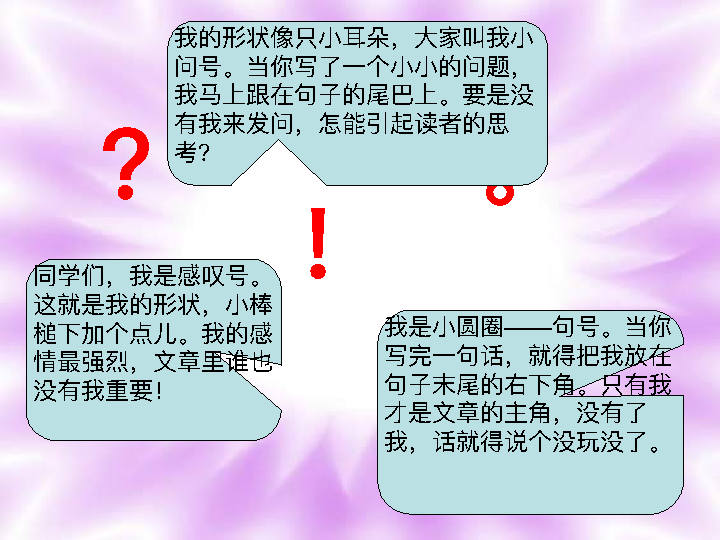 我的形状像只小耳朵，大家叫我小
问号。当你写了一个小小的问题，
我马上跟在句子的尾巴上。要是没
有我来发问，怎能引起读者的思
考？
？
。
！
同学们，我是感叹号。
这就是我的形状，小棒
槌下加个点儿。我的感
情最强烈，文章里谁也
没有我重要！
我是小圆圈——句号。当你
写完一句话，就得把我放在
句子末尾的右下角。只有我
才是文章的主角，没有了
我，话就得说个没玩没了。